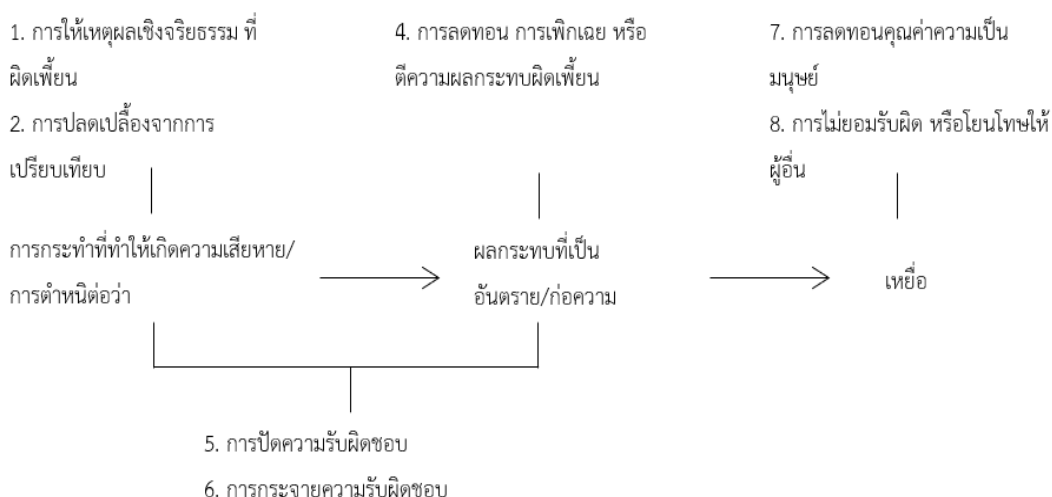 1. การให้เหตุผลเชิงจริยธรรม ที่
ผิดเพี้ยน
2. การปลดเปลื้องจากการ
เปรียบเทียบ
4. การลดทอน การเพิกเฉย หรือ
ตีความผลกระทบผิดเพี้ยน
7. การลดทอนคุณค่าความเป็น
มนุษย์
8. การไม่ยอมรับผิด หรือโยนโทษให้
ผู้อื่น
การกระทำที่ทำให้เกิดความเสียหาย/
การตำหนิต่อว่า
ผลกระทบที่เป็น
อันตราย/ก่อความ
เหยื่อ
5. การปัดความรับผิดชอบ
6. การกระจายความรับผิดชอบ